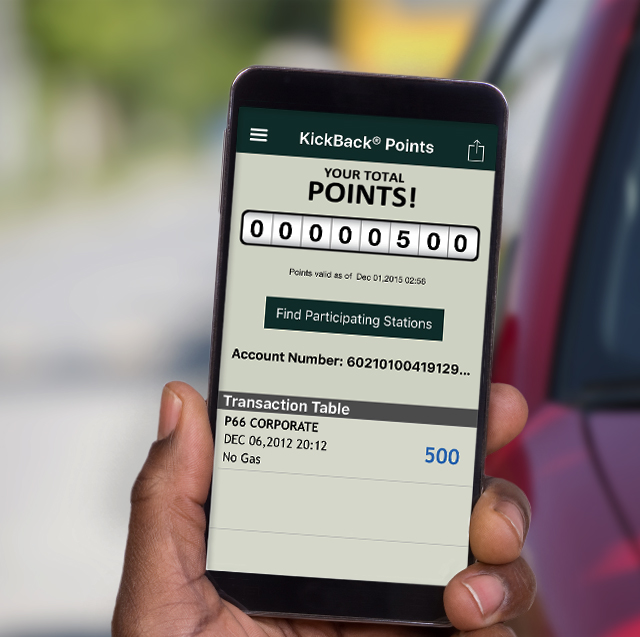 KickBack® Points
YOUR TOTAL
POINTS!
0 0 0 0 0 5 0 0
Points valid as of Dec 01,2015 02:56
Find Participating Stations
Account Number: 60210100419129...
Transaction Table
P66 CORPORATE
DEC 06,2012 20:12
500
No Gas